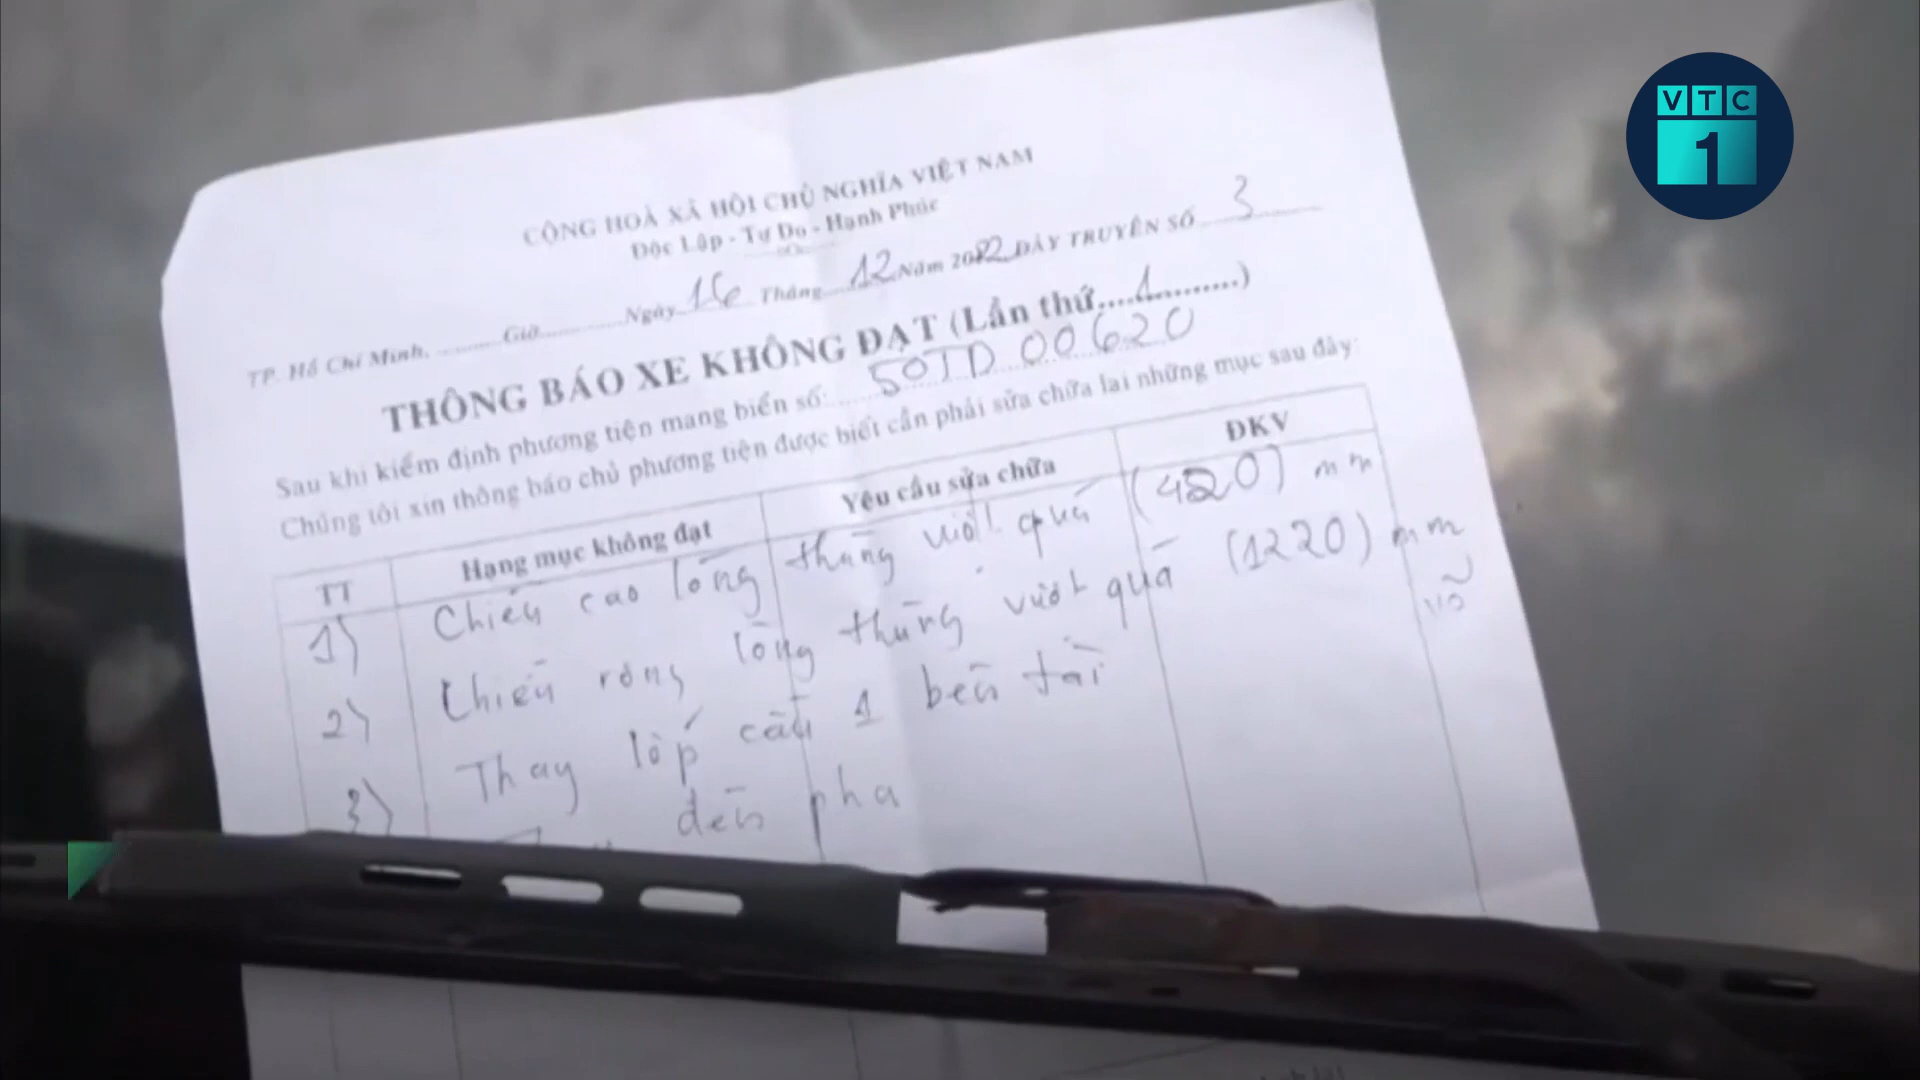 VTC
1
CỘNG HOÀ XÃ HỘI CHỦ NGHĨA VIỆT NAM
Độc Lập - Tự Do - Hạnh Phúc
TP. Hồ Chí Minh, ..........Giờ.............Ngày 16 Tháng 12 Năm 2022 DÂY TRUYỀN SỐ 3
THÔNG BÁO XE KHÔNG ĐẠT (Lần thứ....1.........)
Sau khi kiểm định phương tiện mang biển số: 50TD 00620
Chúng tôi xin thông báo chủ phương tiện được biết cần phải sửa chữa lại những mục sau đây:
TT Hạng mục không đạt Yêu cầu sửa chữa ĐKV
1) Chiều cao lòng thùng vượt quá (420) mm
2) Chiều rộng lòng thùng vượt quá (1220) mm
3) Thay lốp cầu 1 bên tài vỡ
đèn pha